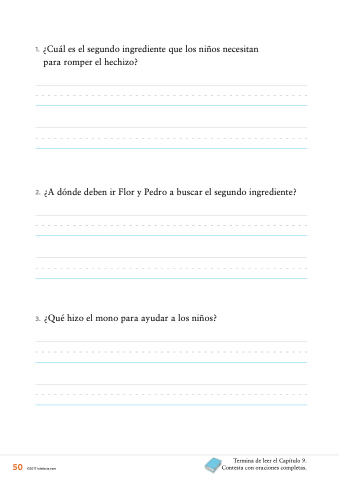 1. ¿Cuál es el segundo ingrediente que los niños necesitan
para romper el hechizo?
2. ¿A dónde deben ir Flor y Pedro a buscar el segundo ingrediente?
3. ¿Qué hizo el mono para ayudar a los niños?
Termina de leer el Capítulo 9.
Contesta con oraciones completas.
50